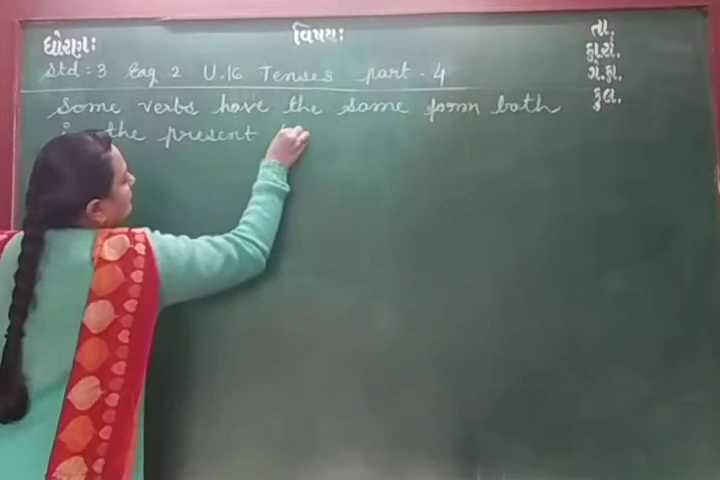 ધોરણ:
વિષય:
તા.
Std : 3 Eng . 2 U.16 Tenses part - 4
કુ.સં.
ગે.હા.
કુલ.
Some verbs have the same form both
in the present